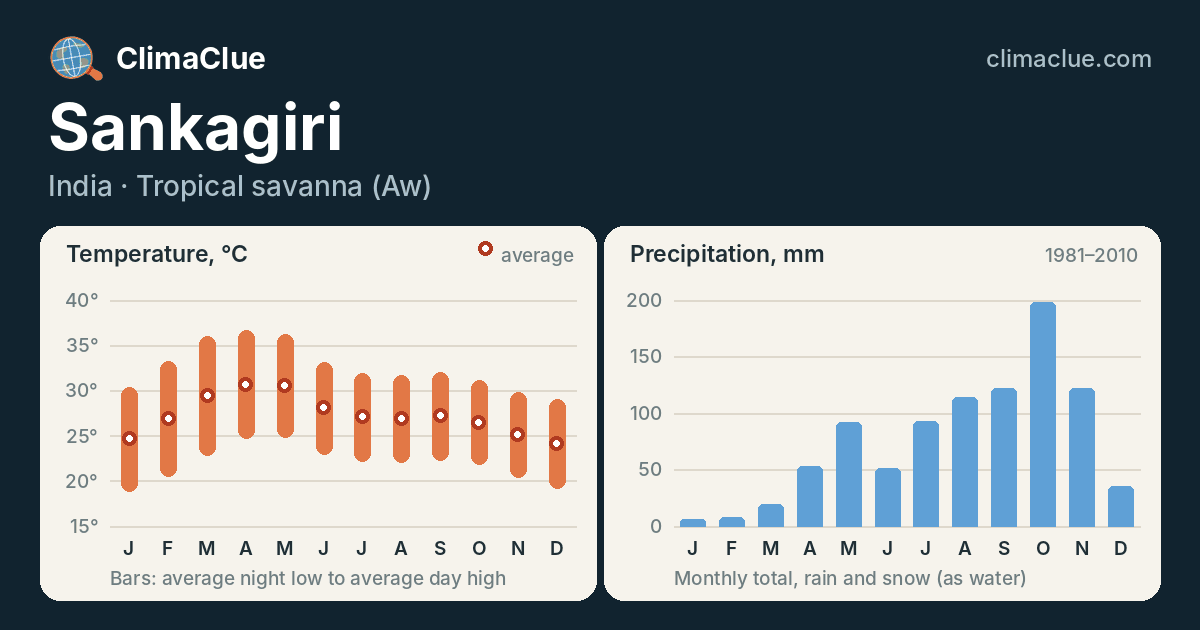 ClimaClue
climaclue.com
Sankagiri
India · Tropical savanna (Aw)
Temperature, °C
average
40°
35°
30°
25°
20°
15°
J F M A M J J A S O N D
Bars: average night low to average day high
Precipitation, mm
1981–2010
200
150
100
50
0
J F M A M J J A S O N D
Monthly total, rain and snow (as water)